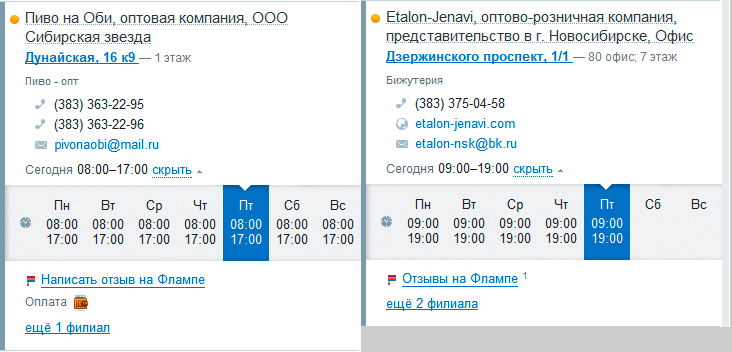 Пиво на Оби, оптовая компания, ООО
Сибирская звезда
Дунайская, 16 к9 — 1 этаж
Пиво - опт
(383) 363-22-95
(383) 363-22-96
pivonaobi@mail.ru
Сегодня 08:00–17:00 скрыть
Пн Вт Ср Чт Пт Сб Вс
08:00 08:00 08:00 08:00 08:00 08:00 08:00
17:00 17:00 17:00 17:00 17:00 17:00 17:00
Написать отзыв на Флампе
Оплата
ещё 1 филиал
Etalon-Jenavi, оптово-розничная компания,
представительство в г. Новосибирске, Офис
Дзержинского проспект, 1/1 — 80 офис; 7 этаж
Бижутерия
(383) 375-04-58
etalon-jenavi.com
etalon-nsk@bk.ru
Сегодня 09:00–19:00 скрыть
Пн Вт Ср Чт Пт Сб Вс
09:00 09:00 09:00 09:00 09:00
19:00 19:00 19:00 19:00 19:00
Отзывы на Флампе 1
ещё 2 филиала